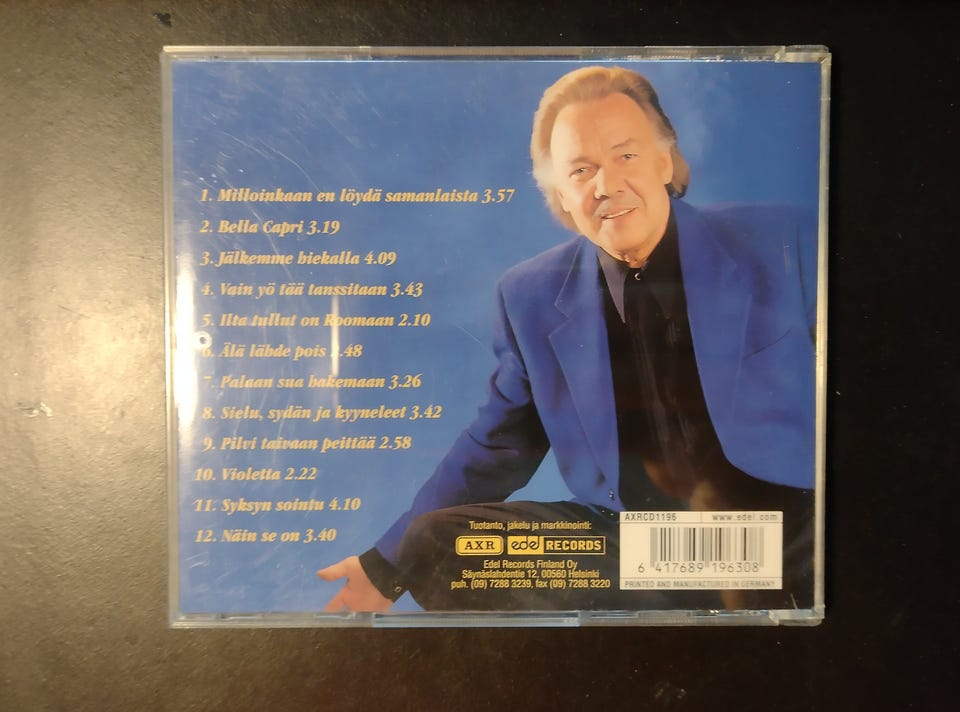 1. Milloinkaan en löydä samanlaista 3.57
2. Bella Capri 3.19
3. Jälkemme hiekalla 4.09
4. Vain yö tää tanssitaan 3.43
5. Ilta tullut on Roomaan 2.10
6. Älä lähde pois .48
7. Palaan sua hakemaan 3.26
8. Sielu, sydän ja kyyneleet 3.42
9. Pilvi taivaan peittää 2.58
10. Violetta 2.22
11. Syksyn sointu 4.10
12. Näin se on 3.40
Tuotanto, jakelu ja markkinointi:
AXR edel RECORDS
Edel Records Finland Oy
Säynäslahdentie 12, 00560 Helsinki
puh. (09) 7288 3239, fax (09) 7288 3220
AXRCD1196 www.edel.com
6 417689 196308
PRINTED AND MANUFACTURED IN GERMANY